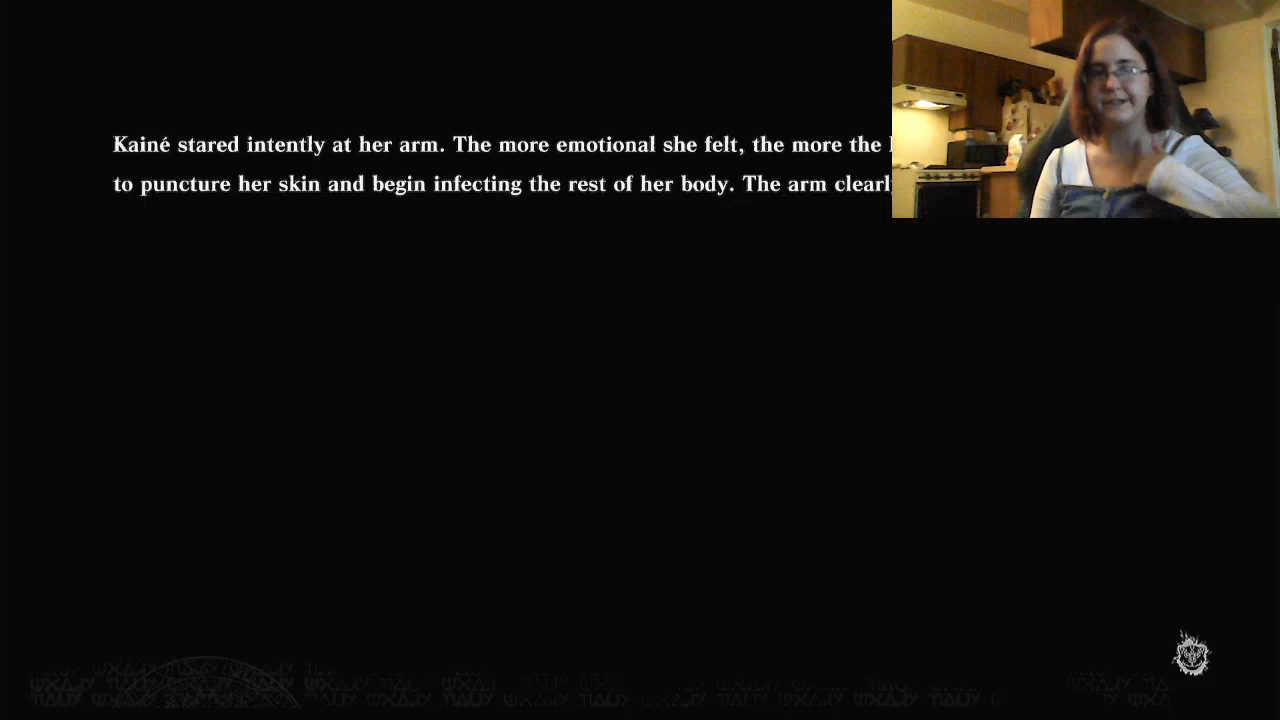 Kainé stared intently at her arm. The more emotional she felt, the more the
to puncture her skin and begin infecting the rest of her body. The arm